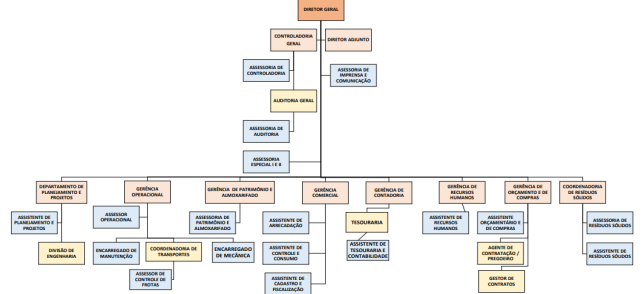 DIRETOR GERAL
CONTROLADORIA
GERAL
DIRETOR ADJUNTO
ASSESSORIA DE
CONTROLADORIA
ASESSORIA DE
IMPRENSA E
COMUNICAÇÃO
AUDITORIA GERAL
ASSESSORIA DE
AUDITORIA
ASSESSORIA
ESPECIAL I E II
DEPARTAMENTO DE
PLANEJAMENTO E
PROJETOS
GERÊNCIA
OPERACIONAL
GERÊNCIA DE PATRIMÔNIO E
ALMOXARIFADO
GERÊNCIA
COMERCIAL
GERÊNCIA DE
CONTADORIA
GERÊNCIA DE
RECURSOS
HUMANOS
GERÊNCIA DE
ORÇAMENTO E DE
COMPRAS
COORDENADORIA
DE RESÍDUOS
SÓLIDOS
ASSISTENTE DE
PLANEJAMENTO E
PROJETOS
ASSESSOR
OPERACIONAL
ASSESSORIA DE
PATRIMÔNIO E
ALMOXARIFADO
ASSISTENTE DE
ARRECADAÇÃO
TESOURARIA
ASSISTENTE DE
RECURSOS
HUMANOS
ASSISTENTE
ORÇAMENTÁRIO E
DE COMPRAS
ASSESSORIA DE
RESÍDUOS SÓLIDOS
DIVISÃO DE
ENGENHARIA
ENCARREGADO DE
MANUTENÇÃO
COORDENADORIA DE
TRANSPORTES
ENCARREGADO
DE MECÂNICA
ASSISTENTE DE
CONTROLE E
CONSUMO
ASSISTENTE DE
TESOURARIA E
CONTABILIDADE
AGENTE DE
CONTRATAÇÃO /
PREGOEIRO
ASSISTENTE DE
RESÍDUOS SÓLIDOS
ASSESSOR DE
CONTROLE DE
FROTAS
ASSISTENTE DE
CADASTRO E
FISCALIZAÇÃO
GESTOR DE
CONTRATOS